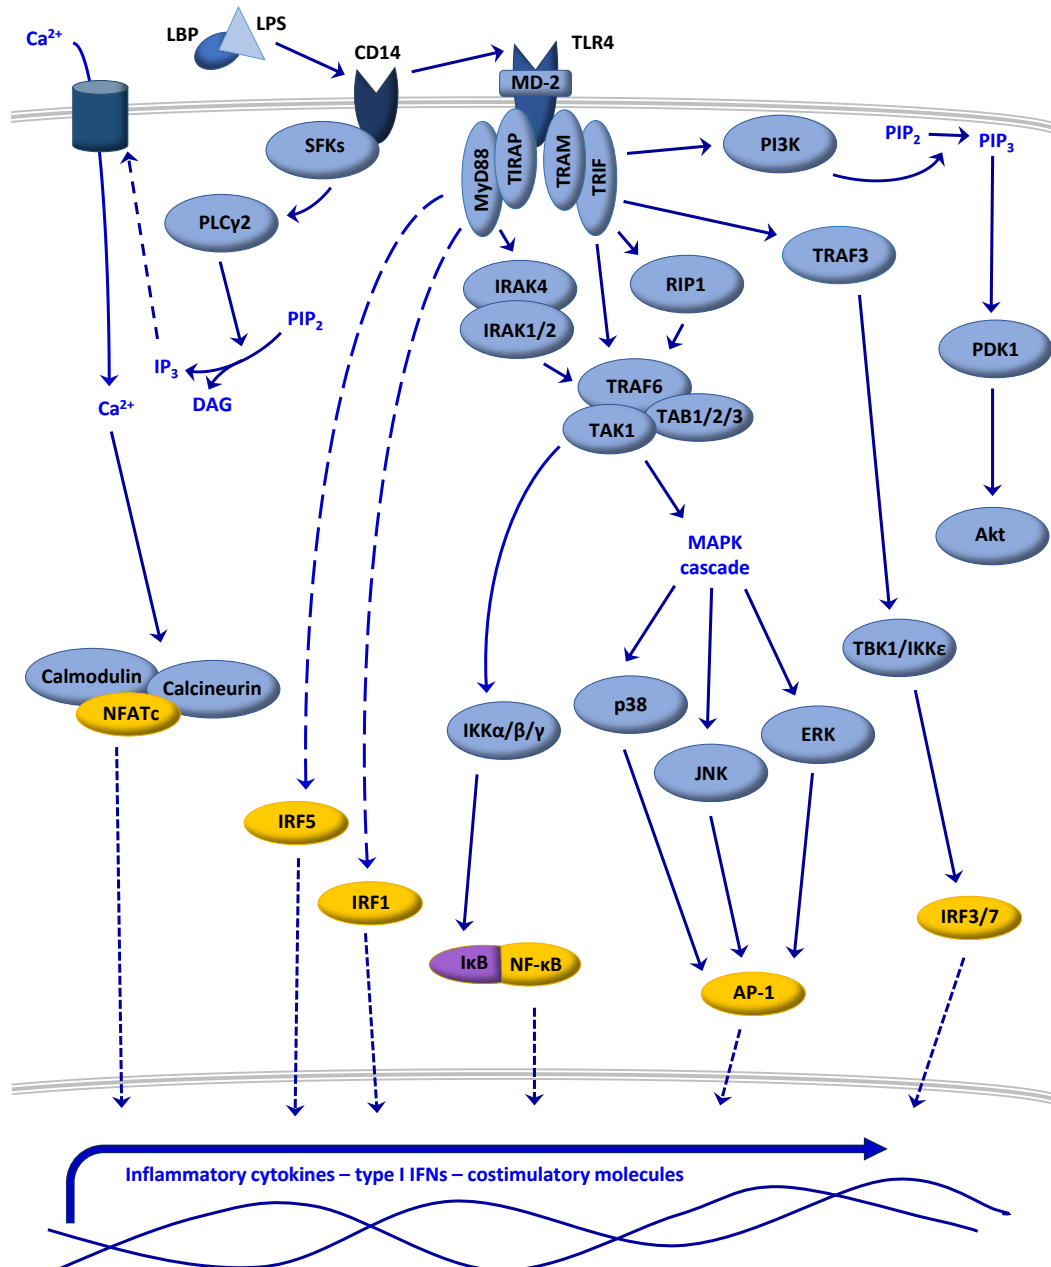 LPS
LBP
Ca²⁺
CD14
TLR4
MD-2
SFKs
MyD88
TIRAP
TRAM
TRIF
PI3K
PIP₂
PIP₃
PLCγ2
TRAF3
IRAK4
IRAK1/2
RIP1
PIP₂
IP₃
DAG
Ca²⁺
PDK1
TRAF6
TAK1
TAB1/2/3
Akt
MAPK
cascade
Calmodulin
Calcineurin
NFATc
TBK1/IKKε
p38
IKKα/β/γ
ERK
JNK
IRF5
IRF1
IRF3/7
IκB
NF-κB
AP-1
Inflammatory cytokines – type I IFNs – costimulatory molecules